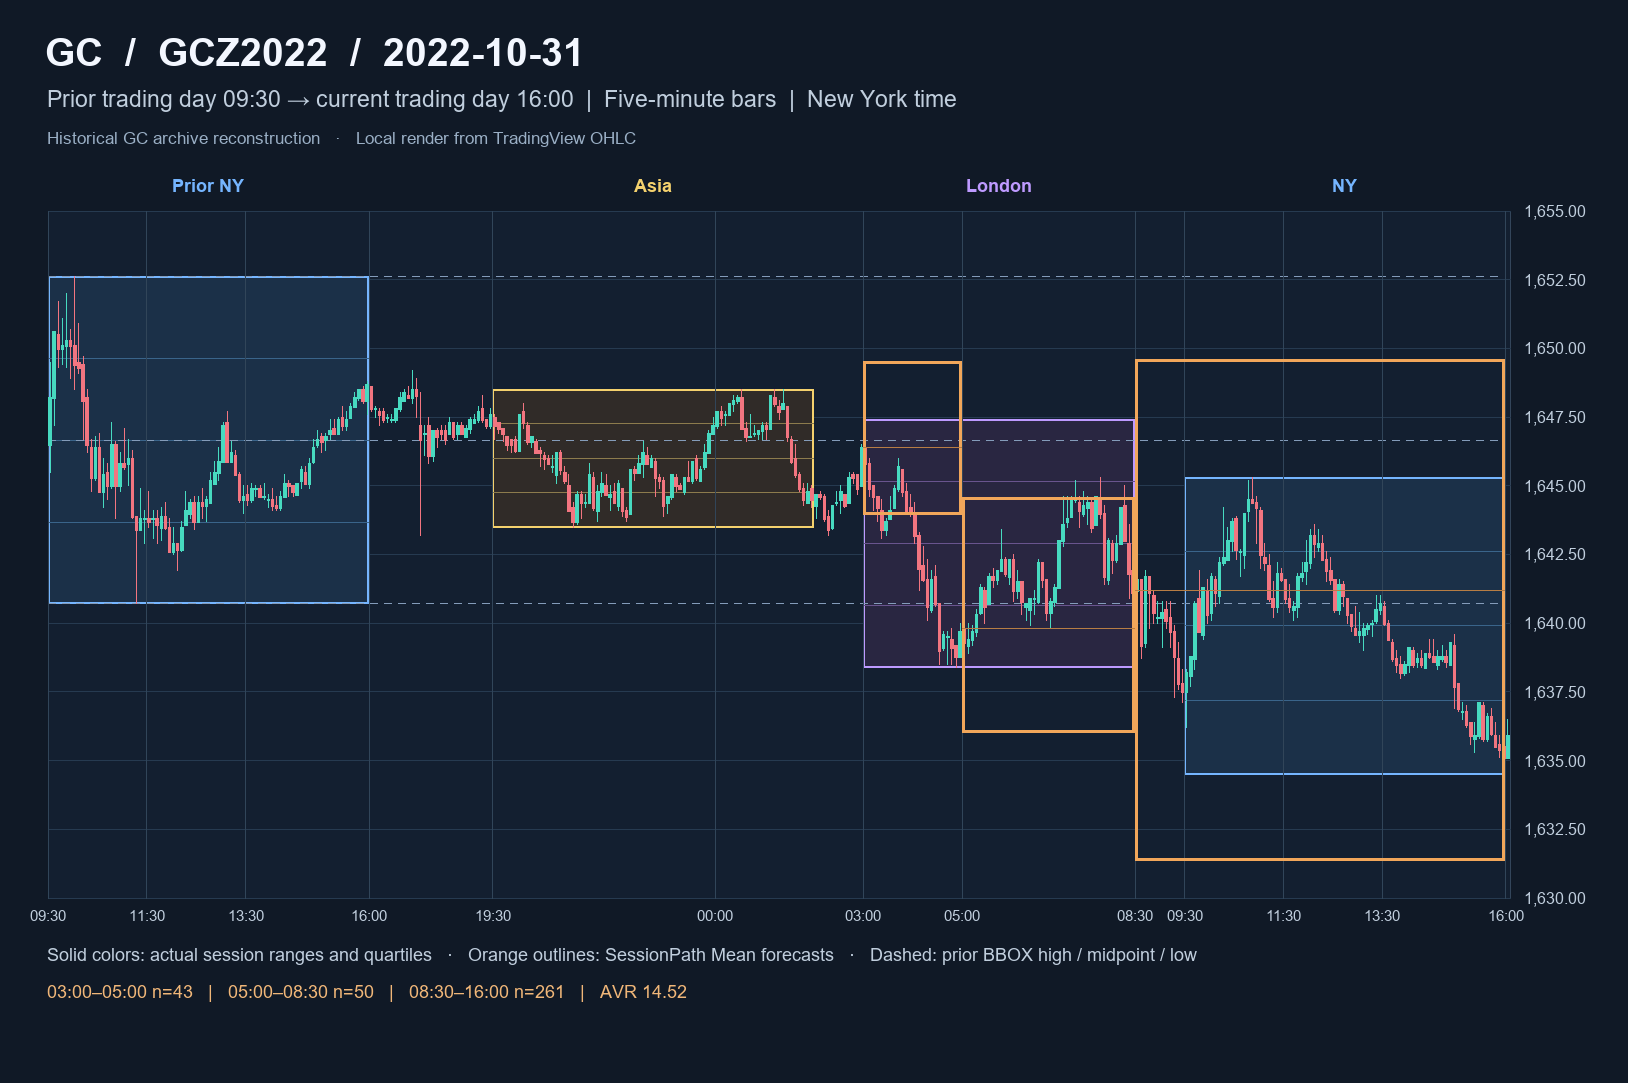 GC / GCZ2022 / 2022-10-31
Prior trading day 09:30 → current trading day 16:00 | Five-minute bars | New York time
Historical GC archive reconstruction · Local render from TradingView OHLC
Prior NY Asia London NY
1,655.00
1,652.50
1,650.00
1,647.50
1,645.00
1,642.50
1,640.00
1,637.50
1,635.00
1,632.50
1,630.00
09:30 11:30 13:30 16:00 19:30 00:00 03:00 05:00 08:30 09:30 11:30 13:30 16:00
Solid colors: actual session ranges and quartiles · Orange outlines: SessionPath Mean forecasts · Dashed: prior BBOX high / midpoint / low
03:00–05:00 n=43 | 05:00–08:30 n=50 | 08:30–16:00 n=261 | AVR 14.52